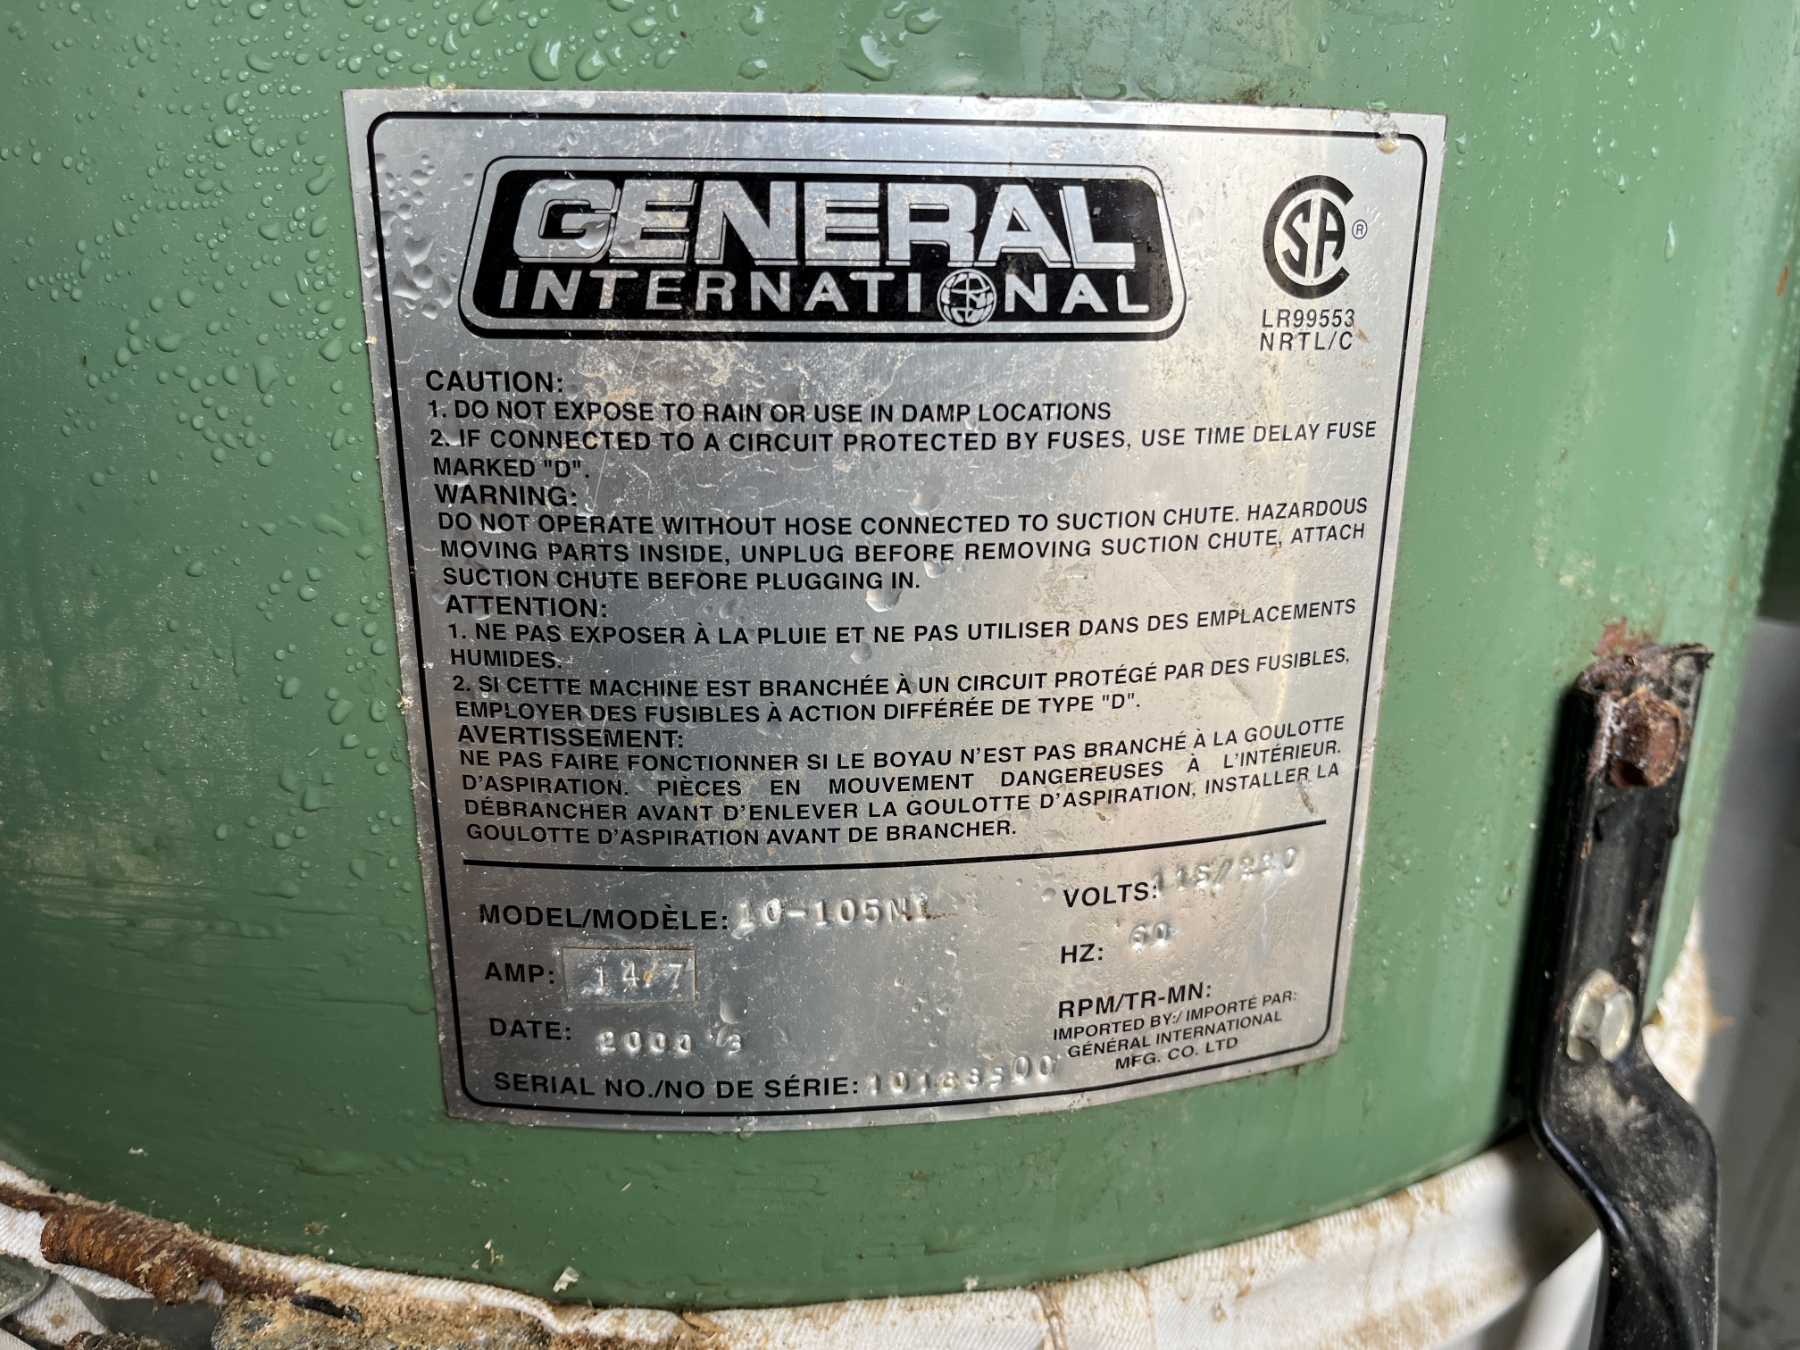 GENERAL
INTERNATIONAL
CSA ®
LR99553
NRTL/C
CAUTION:
1. DO NOT EXPOSE TO RAIN OR USE IN DAMP LOCATIONS
2. IF CONNECTED TO A CIRCUIT PROTECTED BY FUSES, USE TIME DELAY FUSE
MARKED "D".
WARNING:
DO NOT OPERATE WITHOUT HOSE CONNECTED TO SUCTION CHUTE. HAZARDOUS
MOVING PARTS INSIDE, UNPLUG BEFORE REMOVING SUCTION CHUTE, ATTACH
SUCTION CHUTE BEFORE PLUGGING IN.
ATTENTION:
1. NE PAS EXPOSER À LA PLUIE ET NE PAS UTILISER DANS DES EMPLACEMENTS
HUMIDES.
2. SI CETTE MACHINE EST BRANCHÉE À UN CIRCUIT PROTÉGÉ PAR DES FUSIBLES,
EMPLOYER DES FUSIBLES À ACTION DIFFÉRÉE DE TYPE "D".
AVERTISSEMENT:
NE PAS FAIRE FONCTIONNER SI LE BOYAU N'EST PAS BRANCHÉ À LA GOULOTTE
D'ASPIRATION. PIÈCES EN MOUVEMENT DANGEREUSES À L'INTÉRIEUR.
DÉBRANCHER AVANT D'ENLEVER LA GOULOTTE D'ASPIRATION, INSTALLER LA
GOULOTTE D'ASPIRATION AVANT DE BRANCHER.
MODEL/MODÈLE: 10-105M1
VOLTS: 115/220
AMP: 14/7
HZ: 60
DATE: 2000
RPM/TR-MN:
IMPORTED BY:/ IMPORTÉ PAR:
GÉNÉRAL INTERNATIONAL
MFG. CO. LTD
SERIAL NO./NO DE SÉRIE: